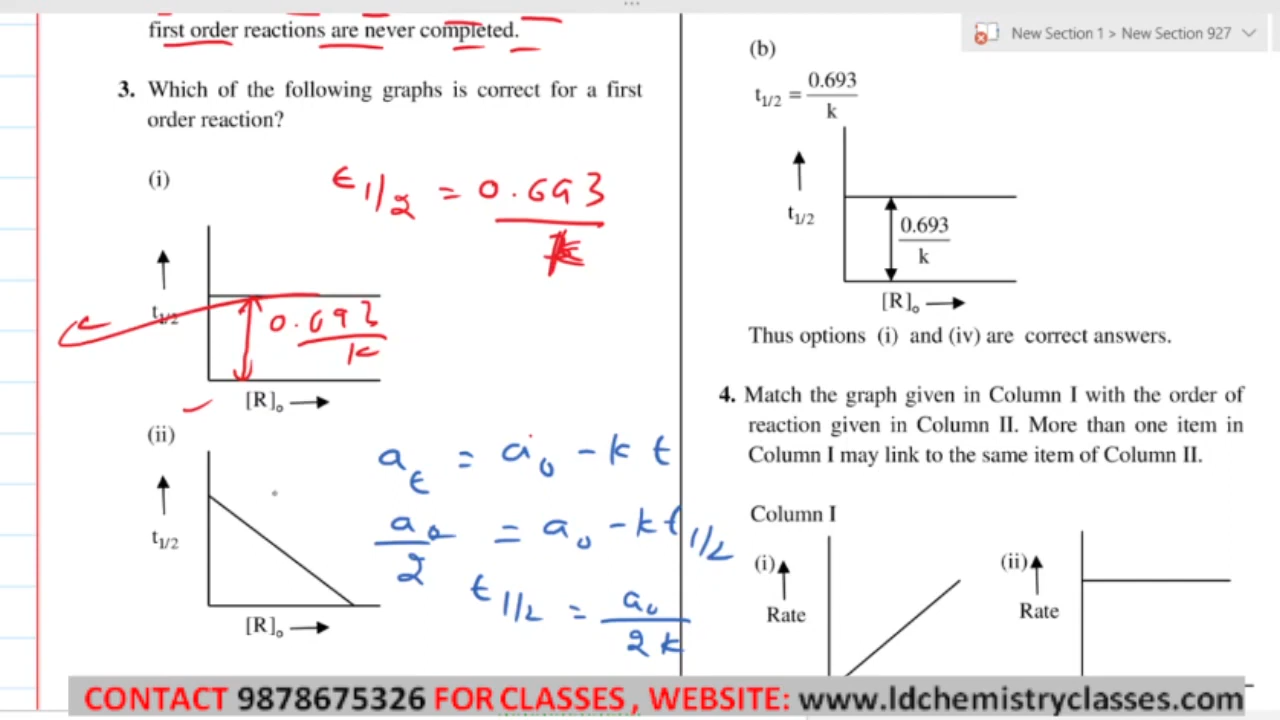 first order reactions are never completed.
3. Which of the following graphs is correct for a first
order reaction?
(i)
t1/2 = 0.693
k
t1/2
0.693
k
[R]o
(ii)
t1/2
[R]o
at = a0 - kt
a0
2
= a0 - kt1/2
t1/2 = a0
2k
New Section 1 > New Section 927
(b)
t1/2 = 0.693
k
t1/2
0.693
k
[R]o
Thus options (i) and (iv) are correct answers.
4. Match the graph given in Column I with the order of
reaction given in Column II. More than one item in
Column I may link to the same item of Column II.
Column I
(i)
Rate
(ii)
Rate
CONTACT 9878675326 FOR CLASSES , WEBSITE: www.ldchemistryclasses.com